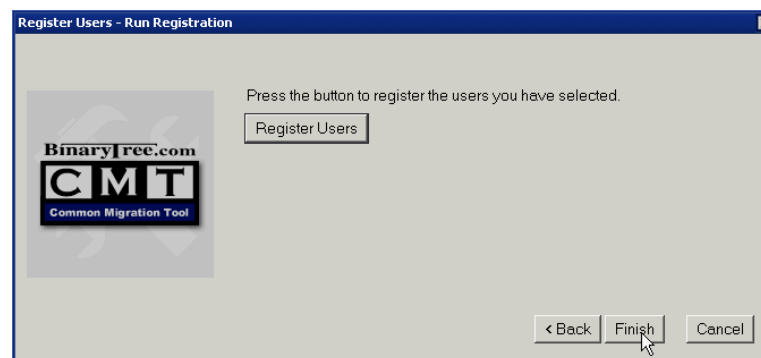 Register Users - Run Registration
Press the button to register the users you have selected.
Register Users
BinaryTree.com
CMT
Common Migration Tool
< Back
Finish
Cancel